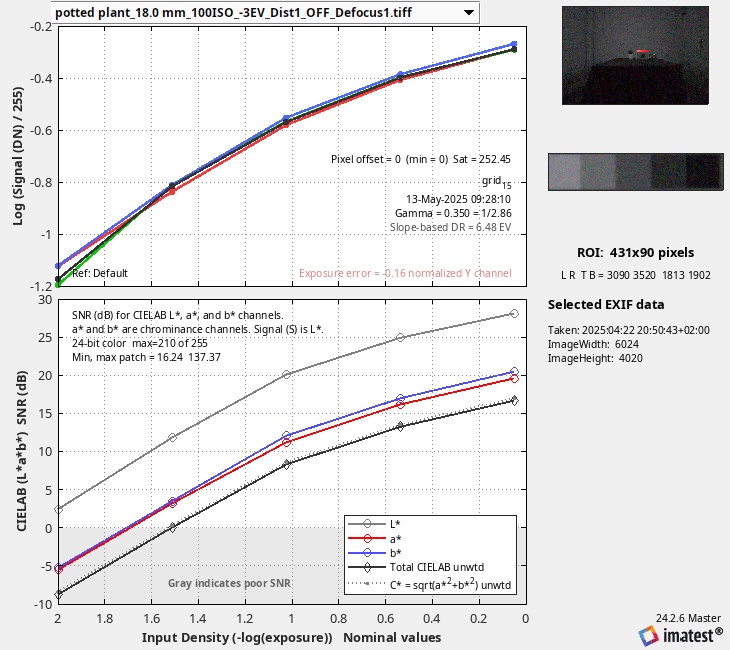 potted plant_18.0 mm_100ISO_-3EV_Dist1_OFF_Defocus1.tiff
-0.2
-0.4
-0.6
-0.8
-1
-1.2
Log (Signal (DN) / 255)
Pixel offset = 0 (min = 0) Sat = 252.45
grid_15
13-May-2025 09:28:10
Gamma = 0.350 = 1/2.86
Slope-based DR = 6.48 EV
Ref: Default
Exposure error = -0.16 normalized Y channel
ROI: 431x90 pixels
L R T B = 3090 3520 1813 1902
Selected EXIF data
Taken: 2025:04:22 20:50:43+02:00
ImageWidth: 6024
ImageHeight: 4020
30
25
20
15
10
5
0
-5
-10
CIELAB (L*a*b*) SNR (dB)
SNR (dB) for CIELAB L*, a*, and b* channels.
a* and b* are chrominance channels. Signal (S) is L*.
24-bit color max=210 of 255
Min, max patch = 16.24 137.37
L*
a*
b*
Total CIELAB unwtd
C* = sqrt(a*²+b*²) unwtd
Gray indicates poor SNR
2 1.8 1.6 1.4 1.2 1 0.8 0.6 0.4 0.2 0
Input Density (-log(exposure)) Nominal values
24.2.6 Master
imatest®